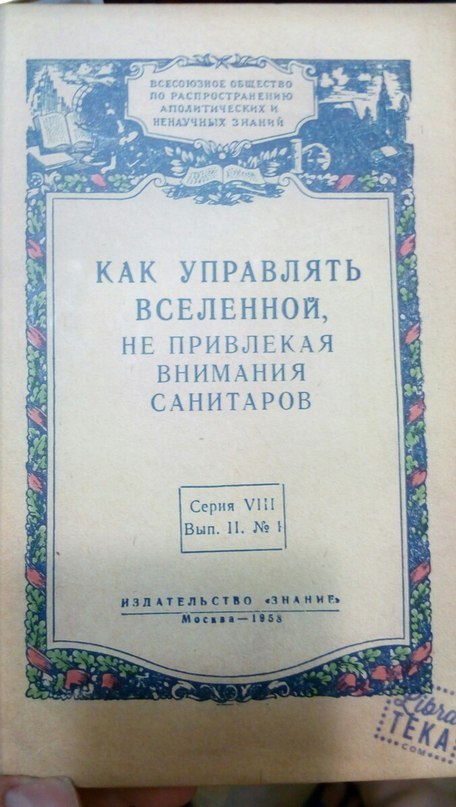 ВСЕСОЮЗНОЕ ОБЩЕСТВО
ПО РАСПРОСТРАНЕНИЮ
АПОЛИТИЧЕСКИХ И
НЕНАУЧНЫХ ЗНАНИЙ
КАК УПРАВЛЯТЬ
ВСЕЛЕННОЙ,
НЕ ПРИВЛЕКАЯ
ВНИМАНИЯ
САНИТАРОВ
Серия VIII
Вып. II. № 1
ИЗДАТЕЛЬСТВО «ЗНАНИЕ»
Москва—1958
Libra
TEKA
COM